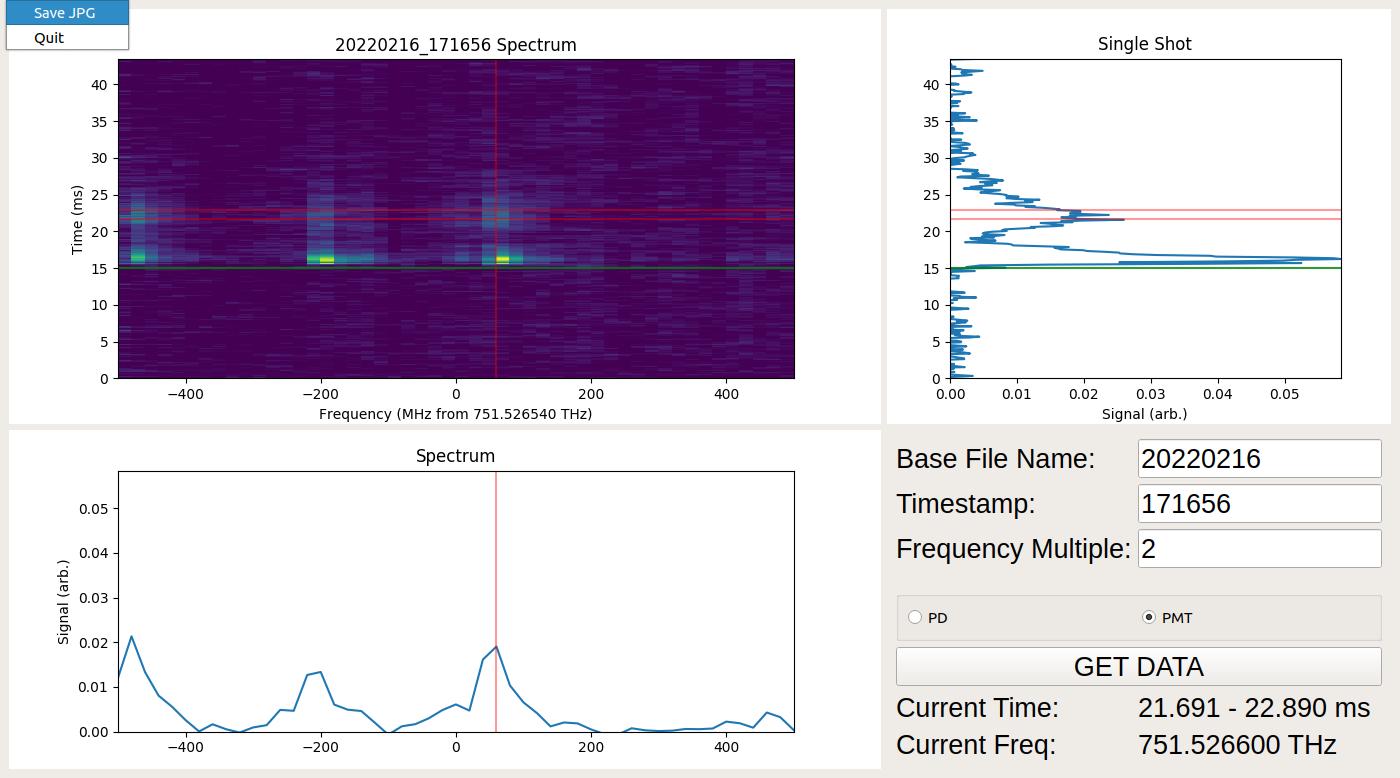 Save JPG
Quit
20220216_171656 Spectrum
40
35
30
25
20
15
10
5
0
Time (ms)
−400
−200
0
200
400
Frequency (MHz from 751.526540 THz)
Single Shot
40
35
30
25
20
15
10
5
0
0.00
0.01
0.02
0.03
0.04
0.05
Signal (arb.)
Spectrum
0.05
0.04
0.03
0.02
0.01
0.00
Signal (arb.)
−400
−200
0
200
400
Base File Name: 20220216
Timestamp: 171656
Frequency Multiple: 2
PD PMT
GET DATA
Current Time: 21.691 - 22.890 ms
Current Freq: 751.526600 THz